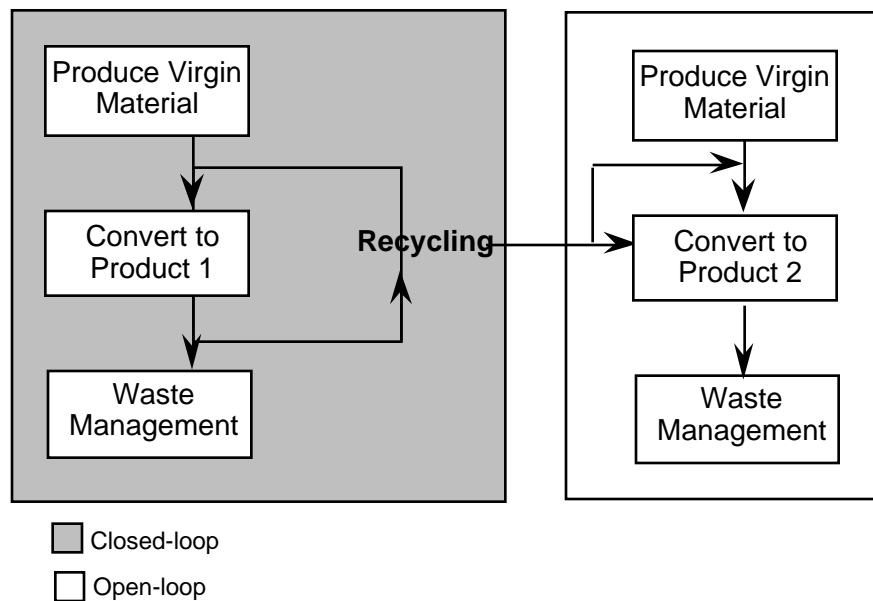 Produce Virgin
Material
Convert to
Product 1
Waste
Management
Recycling
Produce Virgin
Material
Convert to
Product 2
Waste
Management
Closed-loop
Open-loop